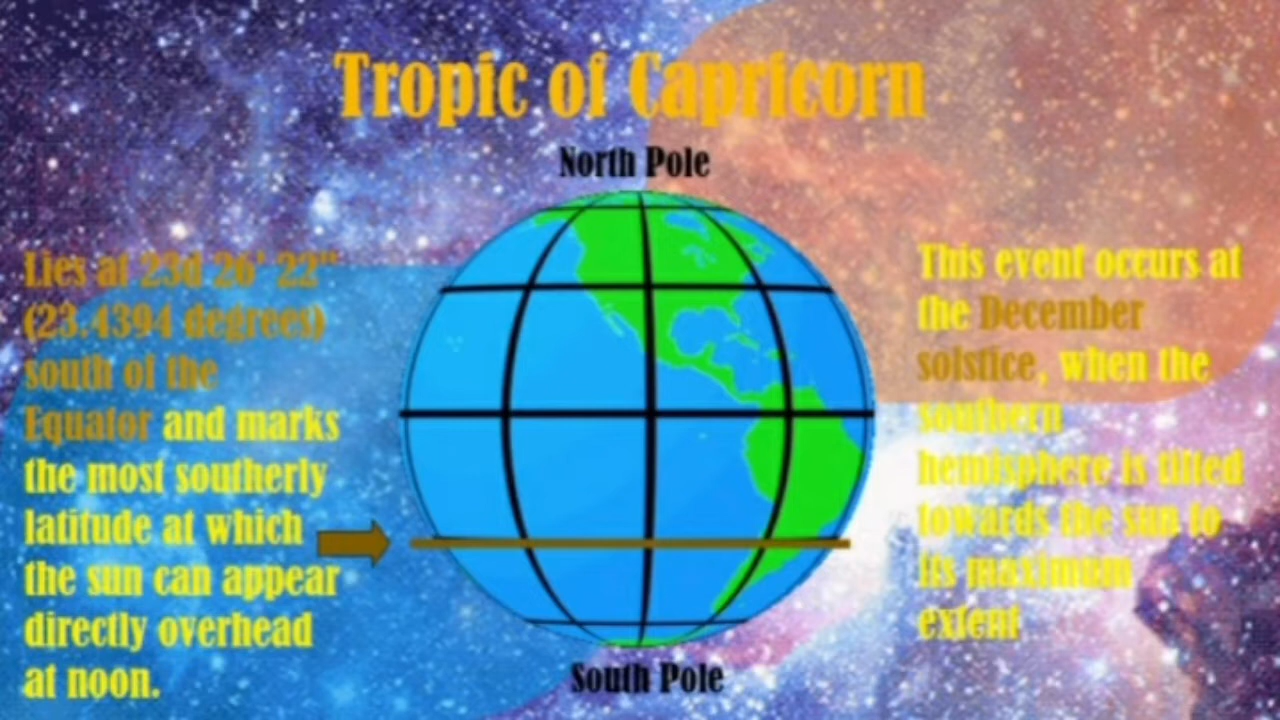 Tropic of Capricorn
North Pole
Lies at 23d 26' 22"
(23.4394 degrees)
south of the
Equator and marks
the most southerly
latitude at which
the sun can appear
directly overhead
at noon.
This event occurs at
the December
solstice, when the
southern
hemisphere is tilted
towards the sun to
its maximum
extent
South Pole